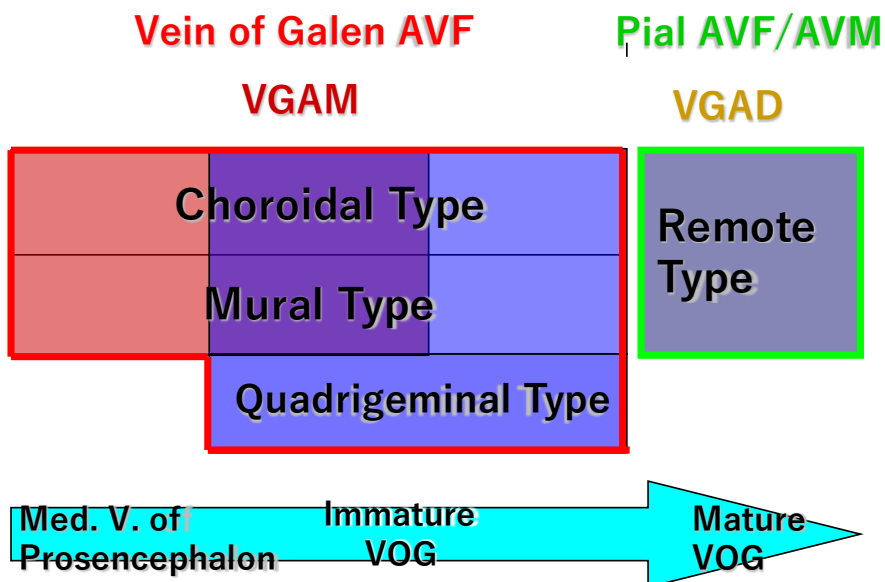 Vein of Galen AVF
Pial AVF/AVM
VGAM
VGAD
Choroidal Type
Remote
Type
Mural Type
Quadrigeminal Type
Med. V. of
Prosencephalon
Immature
VOG
Mature
VOG